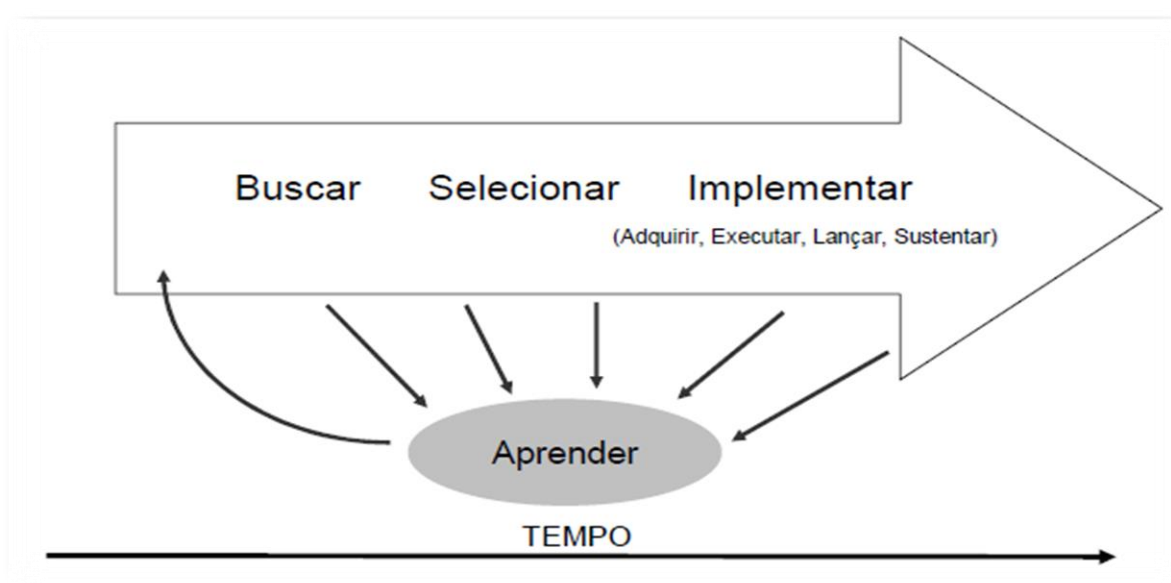 Buscar Selecionar Implementar
(Adquirir, Executar, Lançar, Sustentar)
Aprender
TEMPO